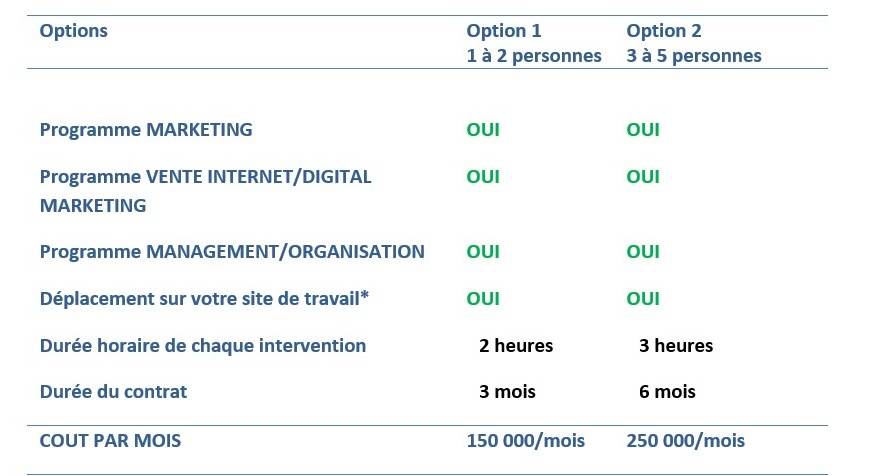 Options Option 1 Option 2
1 à 2 personnes 3 à 5 personnes
Programme MARKETING OUI OUI
Programme VENTE INTERNET/DIGITAL OUI OUI
MARKETING
Programme MANAGEMENT/ORGANISATION OUI OUI
Déplacement sur votre site de travail* OUI OUI
Durée horaire de chaque intervention 2 heures 3 heures
Durée du contrat 3 mois 6 mois
COUT PAR MOIS 150 000/mois 250 000/mois